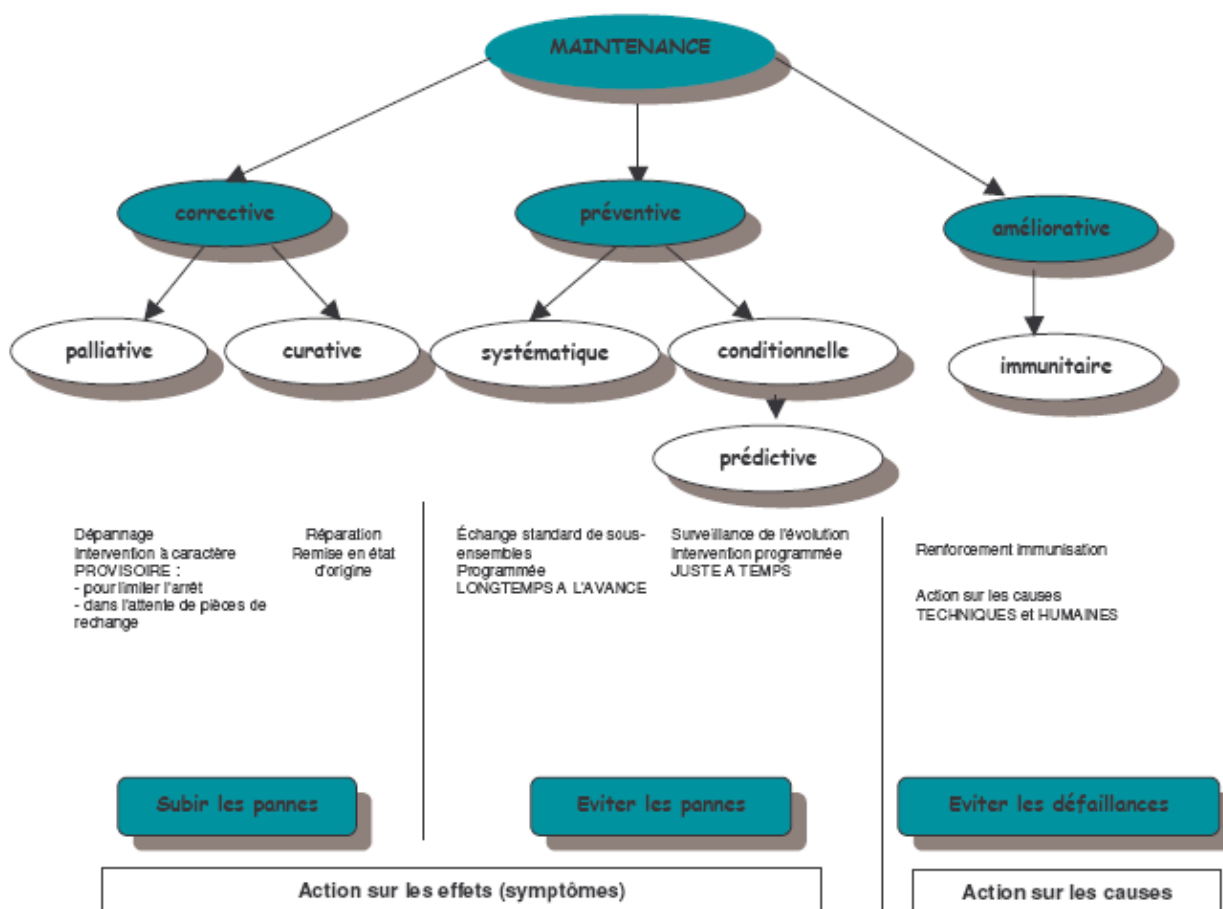 MAINTENANCE
corrective
préventive
améliorative
palliative
curative
systématique
conditionnelle
immunitaire
prédictive
Dépannage
Intervention à caractère
PROVISOIRE :
- pour limiter l'arrêt
- dans l'attente de pièces de
rechange
Réparation
Remise en état
d'origine
Échange standard de sous-
ensembles
Programmée
LONGTEMPS A L'AVANCE
Surveillance de l'évolution
Intervention programmée
JUSTE A TEMPS
Renforcement immunisation
Action sur les causes
TECHNIQUES et HUMAINES
Subir les pannes
Eviter les pannes
Eviter les défaillances
Action sur les effets (symptômes)
Action sur les causes